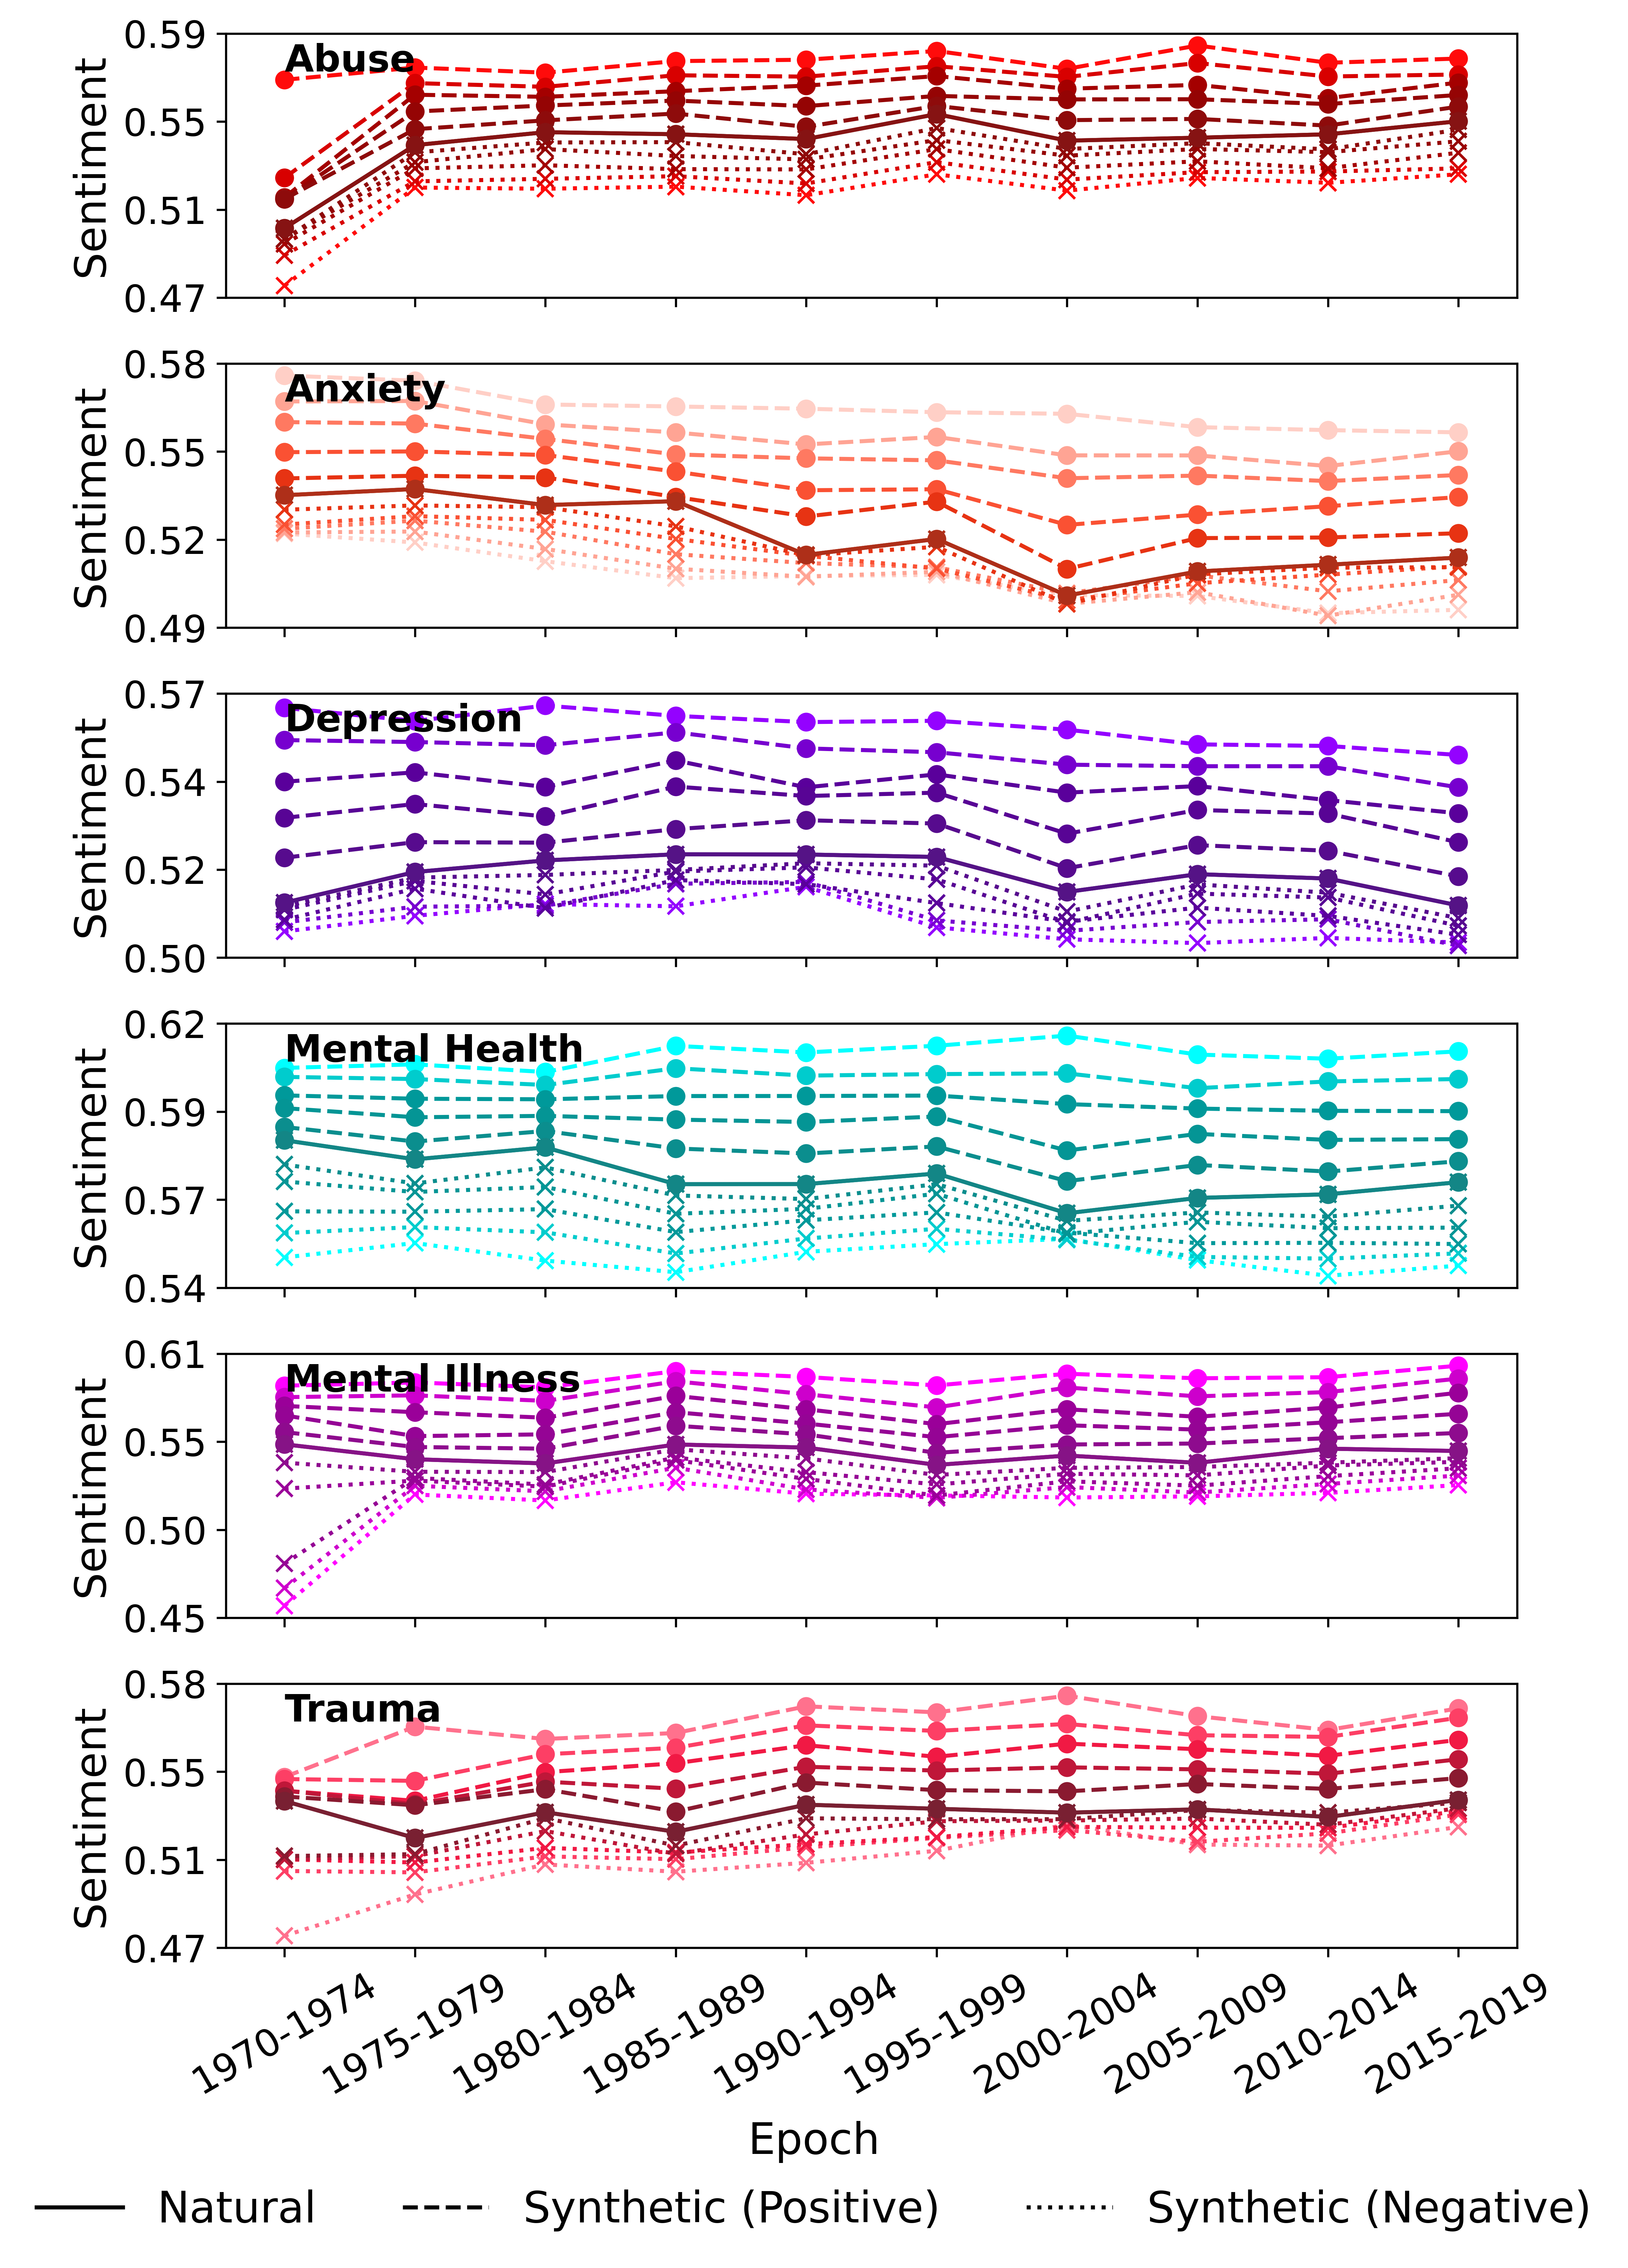 Abuse
0.59
0.55
0.51
0.47
Sentiment
Anxiety
0.58
0.55
0.52
0.49
Sentiment
Depression
0.57
0.54
0.52
0.50
Sentiment
Mental Health
0.62
0.59
0.57
0.54
Sentiment
Mental Illness
0.61
0.55
0.50
0.45
Sentiment
Trauma
0.58
0.55
0.51
0.47
Sentiment
1970-1974
1975-1979
1980-1984
1985-1989
1990-1994
1995-1999
2000-2004
2005-2009
2010-2014
2015-2019
Epoch
Natural
Synthetic (Positive)
Synthetic (Negative)